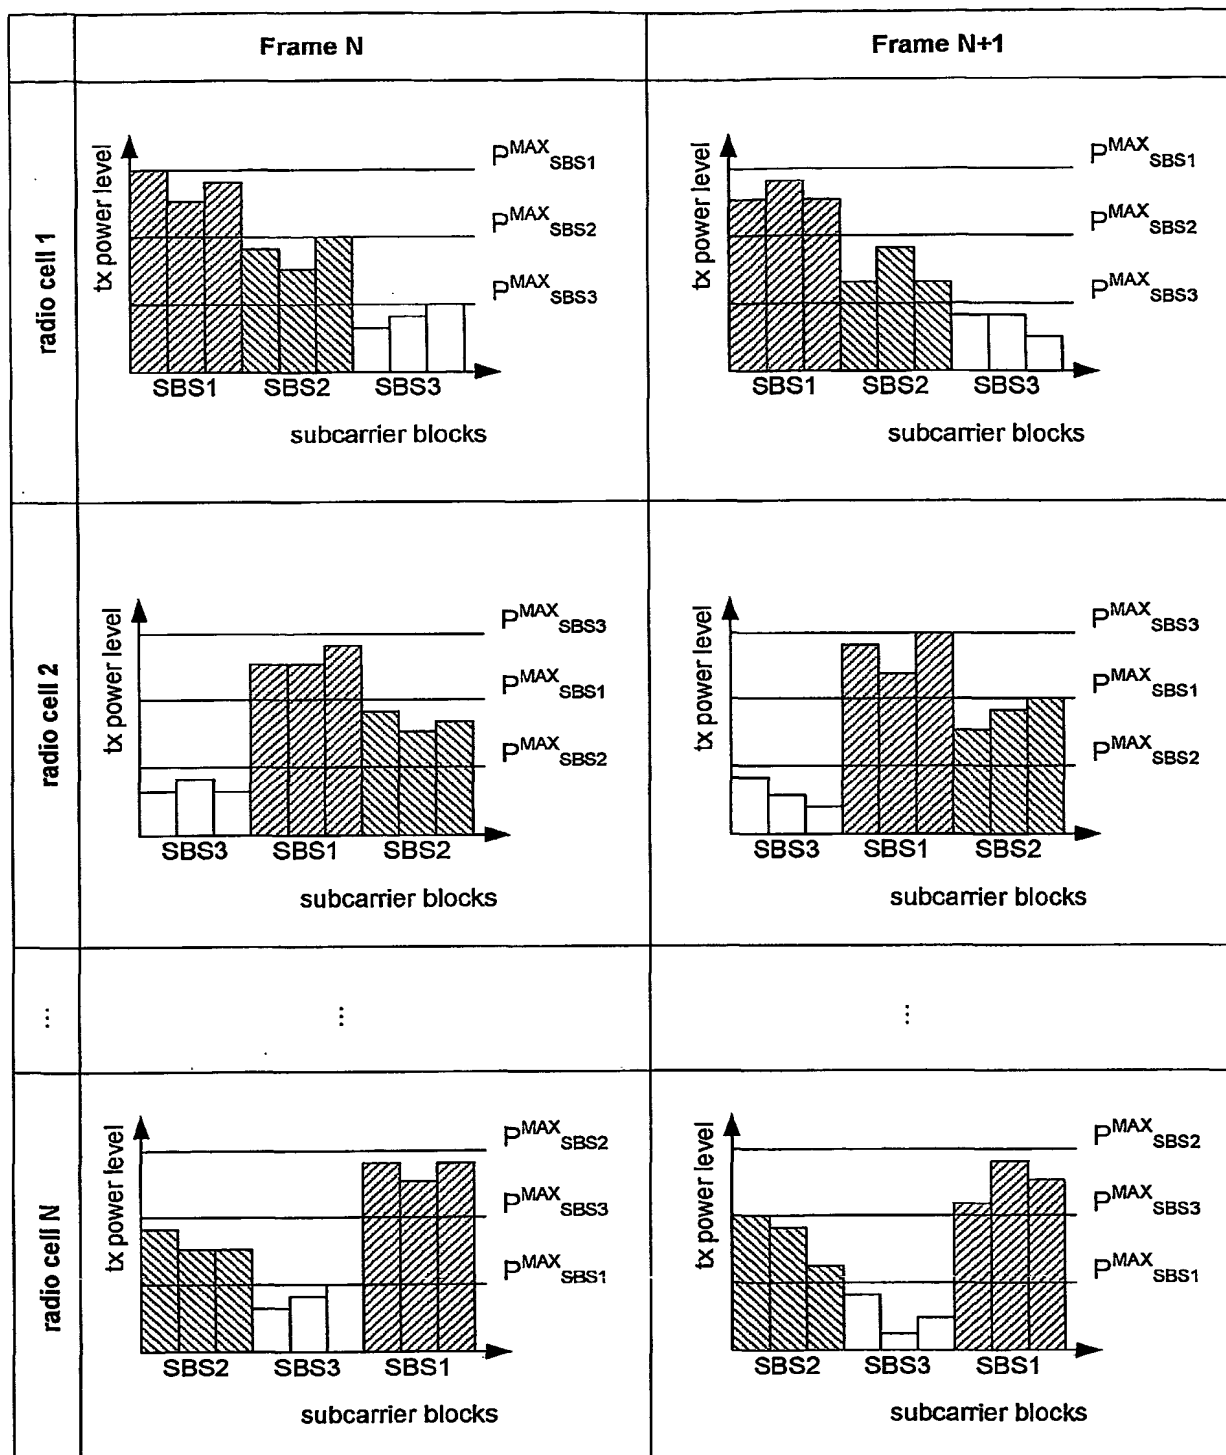 Frame N
Frame N+1
radio cell 1
tx power level
P^MAX_SBS1
P^MAX_SBS2
P^MAX_SBS3
SBS1 SBS2 SBS3
subcarrier blocks
tx power level
P^MAX_SBS1
P^MAX_SBS2
P^MAX_SBS3
SBS1 SBS2 SBS3
subcarrier blocks
radio cell 2
tx power level
P^MAX_SBS3
P^MAX_SBS1
P^MAX_SBS2
SBS3 SBS1 SBS2
subcarrier blocks
tx power level
P^MAX_SBS3
P^MAX_SBS1
P^MAX_SBS2
SBS3 SBS1 SBS2
subcarrier blocks
...
...
...
radio cell N
tx power level
P^MAX_SBS2
P^MAX_SBS3
P^MAX_SBS1
SBS2 SBS3 SBS1
subcarrier blocks
tx power level
P^MAX_SBS2
P^MAX_SBS3
P^MAX_SBS1
SBS2 SBS3 SBS1
subcarrier blocks